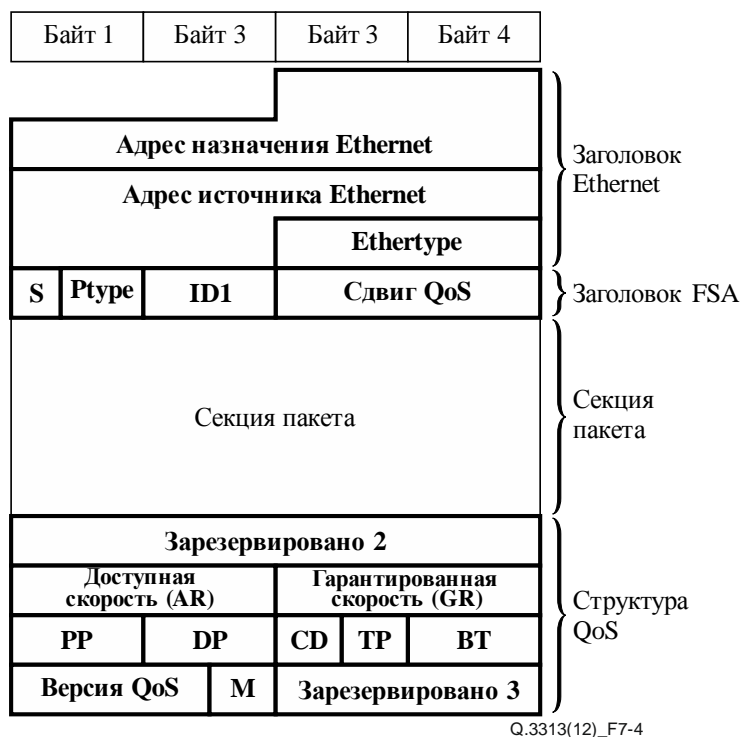 Байт 1 Байт 3 Байт 3 Байт 4
Адрес назначения Ethernet
Заголовок
Ethernet
Адрес источника Ethernet
Ethertype
S Ptype ID1 Сдвиг QoS Заголовок FSA
Секция пакета
Секция
пакета
Зарезервировано 2
Доступная
скорость (AR)
Гарантированная
скорость (GR)
Структура
QoS
PP DP CD TP BT
Версия QoS M Зарезервировано 3
Q.3313(12)_F7-4